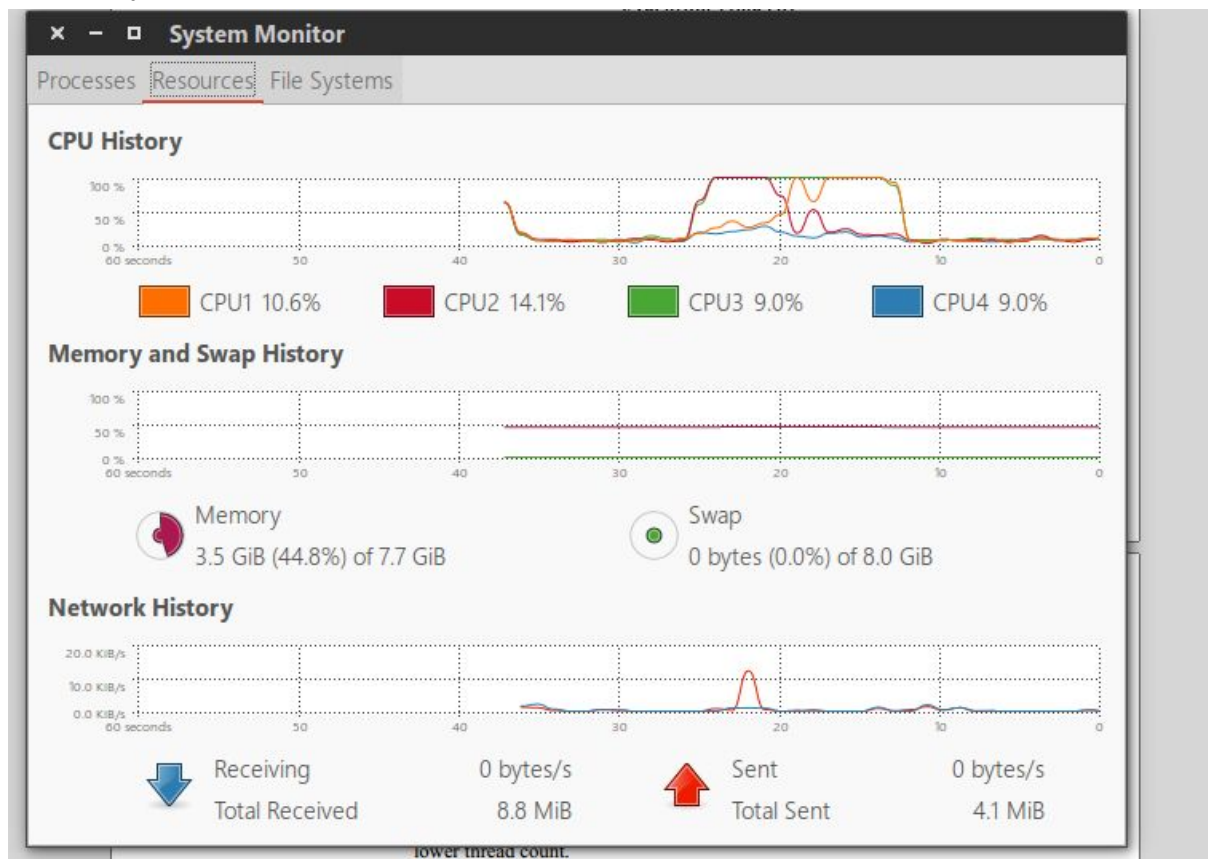 System Monitor
Processes Resources File Systems
CPU History
100 %
50 %
0 %
60 seconds 50 40 30 20 10 0
CPU1 10.6% CPU2 14.1% CPU3 9.0% CPU4 9.0%
Memory and Swap History
100 %
50 %
0 %
60 seconds 50 40 30 20 10 0
Memory Swap
3.5 GiB (44.8%) of 7.7 GiB 0 bytes (0.0%) of 8.0 GiB
Network History
20.0 KiB/s
10.0 KiB/s
0.0 KiB/s
60 seconds 50 40 30 20 10 0
Receiving 0 bytes/s Sent 0 bytes/s
Total Received 8.8 MiB Total Sent 4.1 MiB
lower thread count.